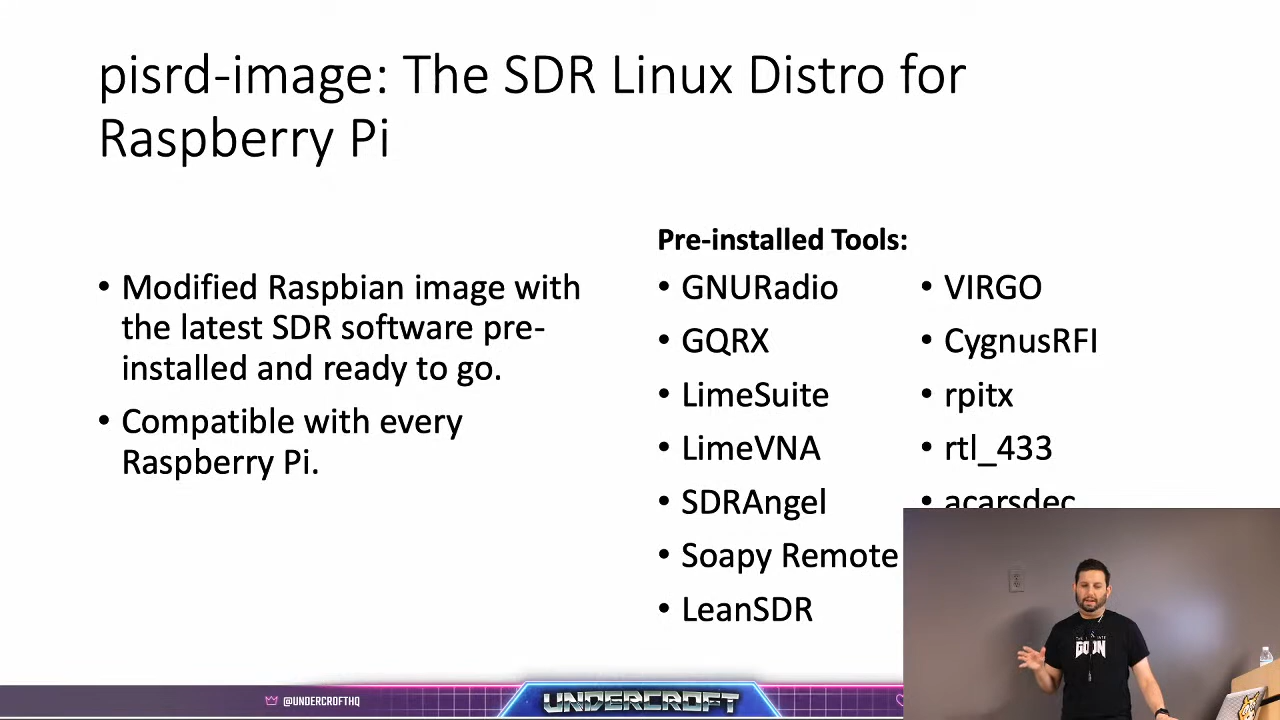 pisrd-image: The SDR Linux Distro for
Raspberry Pi
• Modified Raspbian image with
the latest SDR software pre-
installed and ready to go.
• Compatible with every
Raspberry Pi.
Pre-installed Tools:
• GNURadio
• GQRX
• LimeSuite
• LimeVNA
• SDRAngel
• Soapy Remote
• LeanSDR
• VIRGO
• CygnusRFI
• rpitx
• rtl_433
• acarsdec
GOON
@UNDERCROFTHQ
UNDERCROFT